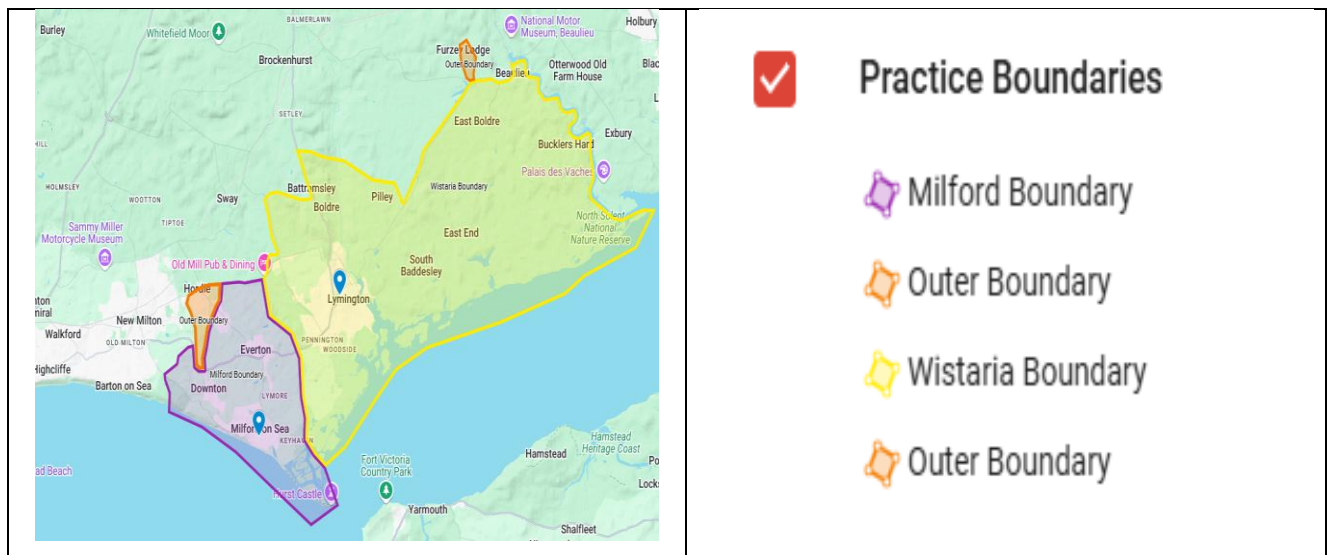 Burley
Whitefield Moor
BALMERLAWN
National Motor
Museum, Beaulieu
Holbury
Brockenhurst
Furzey Lodge
Outer Boundary
Beaulieu
Otterwood Old
Farm House
SETLEY
East Boldre
Bucklers Hard
Exbury
Palais des Vaches
HOLMSLEY
WOOTTON
Sway
Battramsley
Boldre
Pilley
Wistaria Boundary
TIPTOE
Sammy Miller
Motorcycle Museum
North Solent
National
Nature Reserve
East End
South
Baddesley
Old Mill Pub & Dining
Lymington
Hordle
Outer Boundary
New Milton
OLD MILTON
Walkford
Highcliffe
Barton on Sea
PENNINGTON
WOODSIDE
Everton
Milford Boundary
Downton
LYMORE
Milford on Sea
KEYHAVEN
Hurst Castle
Fort Victoria
Country Park
Yarmouth
Hamstead
Hamstead
Heritage Coast
Shalfleet
ad Beach
Practice Boundaries
Milford Boundary
Outer Boundary
Wistaria Boundary
Outer Boundary